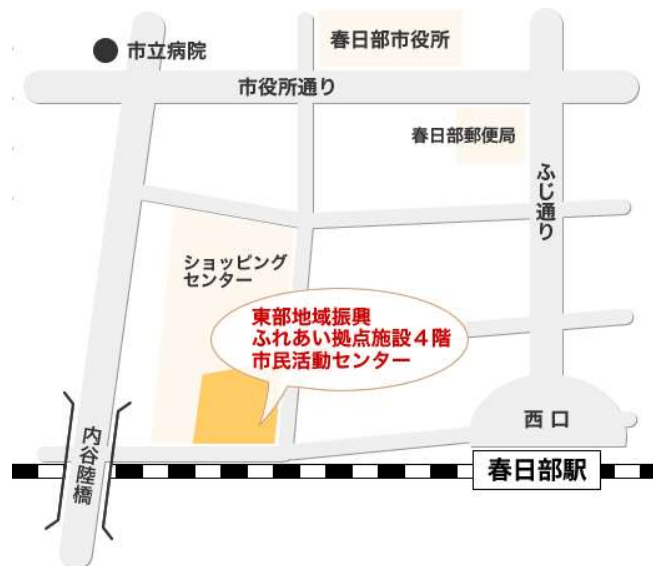 春日部市役所
市立病院
市役所通り
春日部郵便局
ふじ通り
ショッピング
センター
東部地域振興
ふれあい拠点施設4階
市民活動センター
西口
内谷陸橋
春日部駅